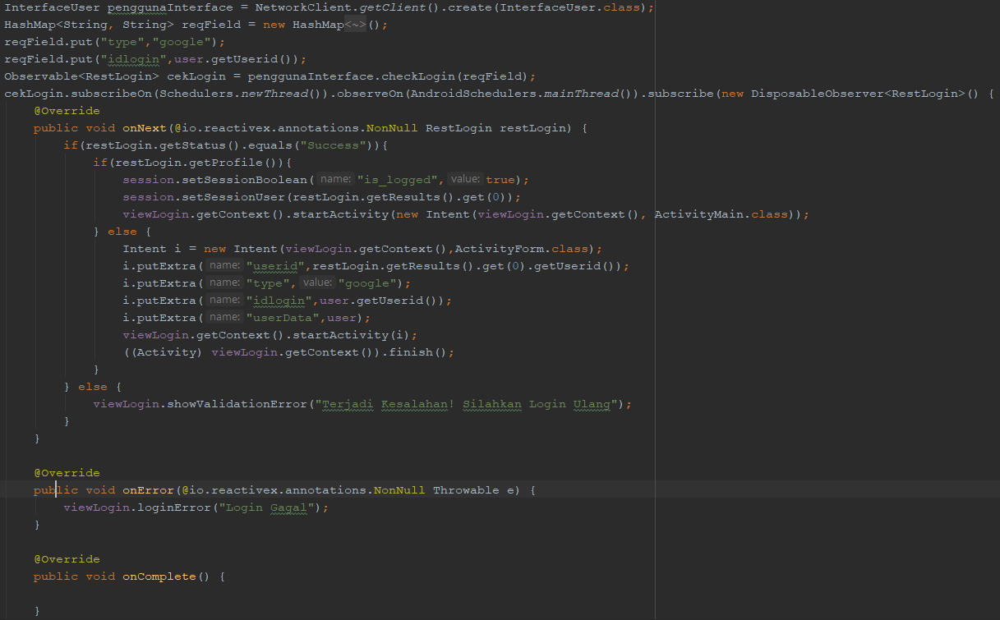 InterfaceUser penggunaInterface = NetworkClient.getClient().create(InterfaceUser.class);
HashMap<String, String> reqField = new HashMap<~>();
reqField.put("type","google");
reqField.put("idlogin",user.getUserid());
Observable<RestLogin> cekLogin = penggunaInterface.checkLogin(reqField);
cekLogin.subscribeOn(Schedulers.newThread()).observeOn(AndroidSchedulers.mainThread()).subscribe(new DisposableObserver<RestLogin>() {
    @Override
    public void onNext(@io.reactivex.annotations.NonNull RestLogin restLogin) {
        if(restLogin.getStatus().equals("Success")){
            if(restLogin.getProfile()){
                session.setSessionBoolean( name: "is_logged", value: true);
                session.setSessionUser(restLogin.getResults().get(0));
                viewLogin.getContext().startActivity(new Intent(viewLogin.getContext(), ActivityMain.class));
            } else {
                Intent i = new Intent(viewLogin.getContext(),ActivityForm.class);
                i.putExtra( name: "userid",restLogin.getResults().get(0).getUserid());
                i.putExtra( name: "type", value: "google");
                i.putExtra( name: "idlogin",user.getUserid());
                i.putExtra( name: "userData",user);
                viewLogin.getContext().startActivity(i);
                ((Activity) viewLogin.getContext()).finish();
            }
        } else {
            viewLogin.showValidationError("Terjadi Kesalahan! Silahkan Login Ulang");
        }
    }

    @Override
    public void onError(@io.reactivex.annotations.NonNull Throwable e) {
        viewLogin.loginError("Login Gagal");
    }

    @Override
    public void onComplete() {

    }